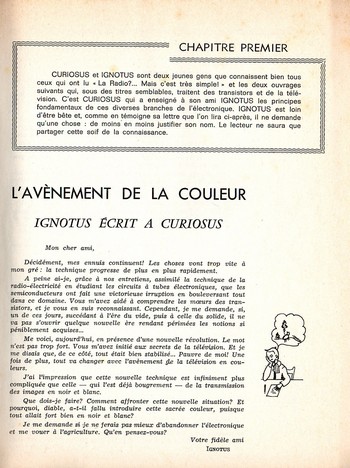 CHAPITRE PREMIER
CURIOSUS et IGNOTUS sont deux jeunes gens que connaissent bien tous
ceux qui ont lu « La Radio?... Mais c'est très simple! » et les deux ouvrages
suivants qui, sous des titres semblables, traitent des transistors et de la télé-
vision. C'est CURIOSUS qui a enseigné à son ami IGNOTUS les principes
fondamentaux de ces diverses branches de l'électronique. IGNOTUS est loin
d'être bête et, comme en témoigne sa lettre que l'on lira ci-après, il ne demande
qu'une chose : de moins en moins justifier son nom. Le lecteur ne saura que
partager cette soif de la connaissance.
L'AVÈNEMENT DE LA COULEUR
IGNOTUS ÉCRIT A CURIOSUS
Mon cher ami,
Décidément, mes ennuis continuent! Les choses vont trop vite à
mon gré : la technique progresse de plus en plus rapidement.
A peine ai-je, grâce à nos entretiens, assimilé la technique de la
radio-électricité en étudiant les circuits à tubes électroniques, que les
semiconducteurs ont fait une victorieuse irruption en bouleversant tout
dans ce domaine. Vous m'avez aidé à comprendre les mœurs des tran-
sistors, et je vous en suis reconnaissant. Cependant, je me demande, si,
un de ces jours, succédant à l'ère du vide, puis à celle du solide, il ne
va pas s'ouvrir quelque nouvelle ère rendant périmées les notions si
péniblement acquises...
Me voici, aujourd'hui, en présence d'une nouvelle révolution. Le mot
n'est pas trop fort. Vous m'avez initié aux secrets de la télévision. Et je
me disais que, de ce côté, tout était bien stabilisé... Pauvre de moi! Une
fois de plus, tout va changer avec l'avènement de la télévision en cou-
leurs.
J'ai l'impression que cette nouvelle technique est infiniment plus
compliquée que celle — qui l'est déjà bougrement — de la transmission
des images en noir et blanc.
Que dois-je faire? Comment affronter cette nouvelle situation? Et
pourquoi, diable, a-t-il fallu introduire cette sacrée couleur, puisque
tout allait fort bien en noir et blanc?
Je me demande si je ne ferais pas mieux d'abandonner l'électronique
et me vouer à l'agriculture. Qu'en pensez-vous?
Votre fidèle ami
IGNOTUS